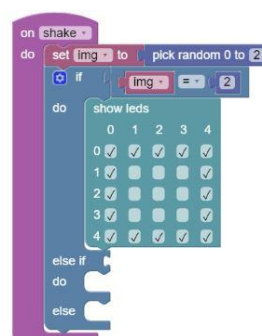 on shake
do set img to pick random 0 to 2
if img = 2
do show leds
0 1 2 3 4
0
1
2
3
4
else if
do
else